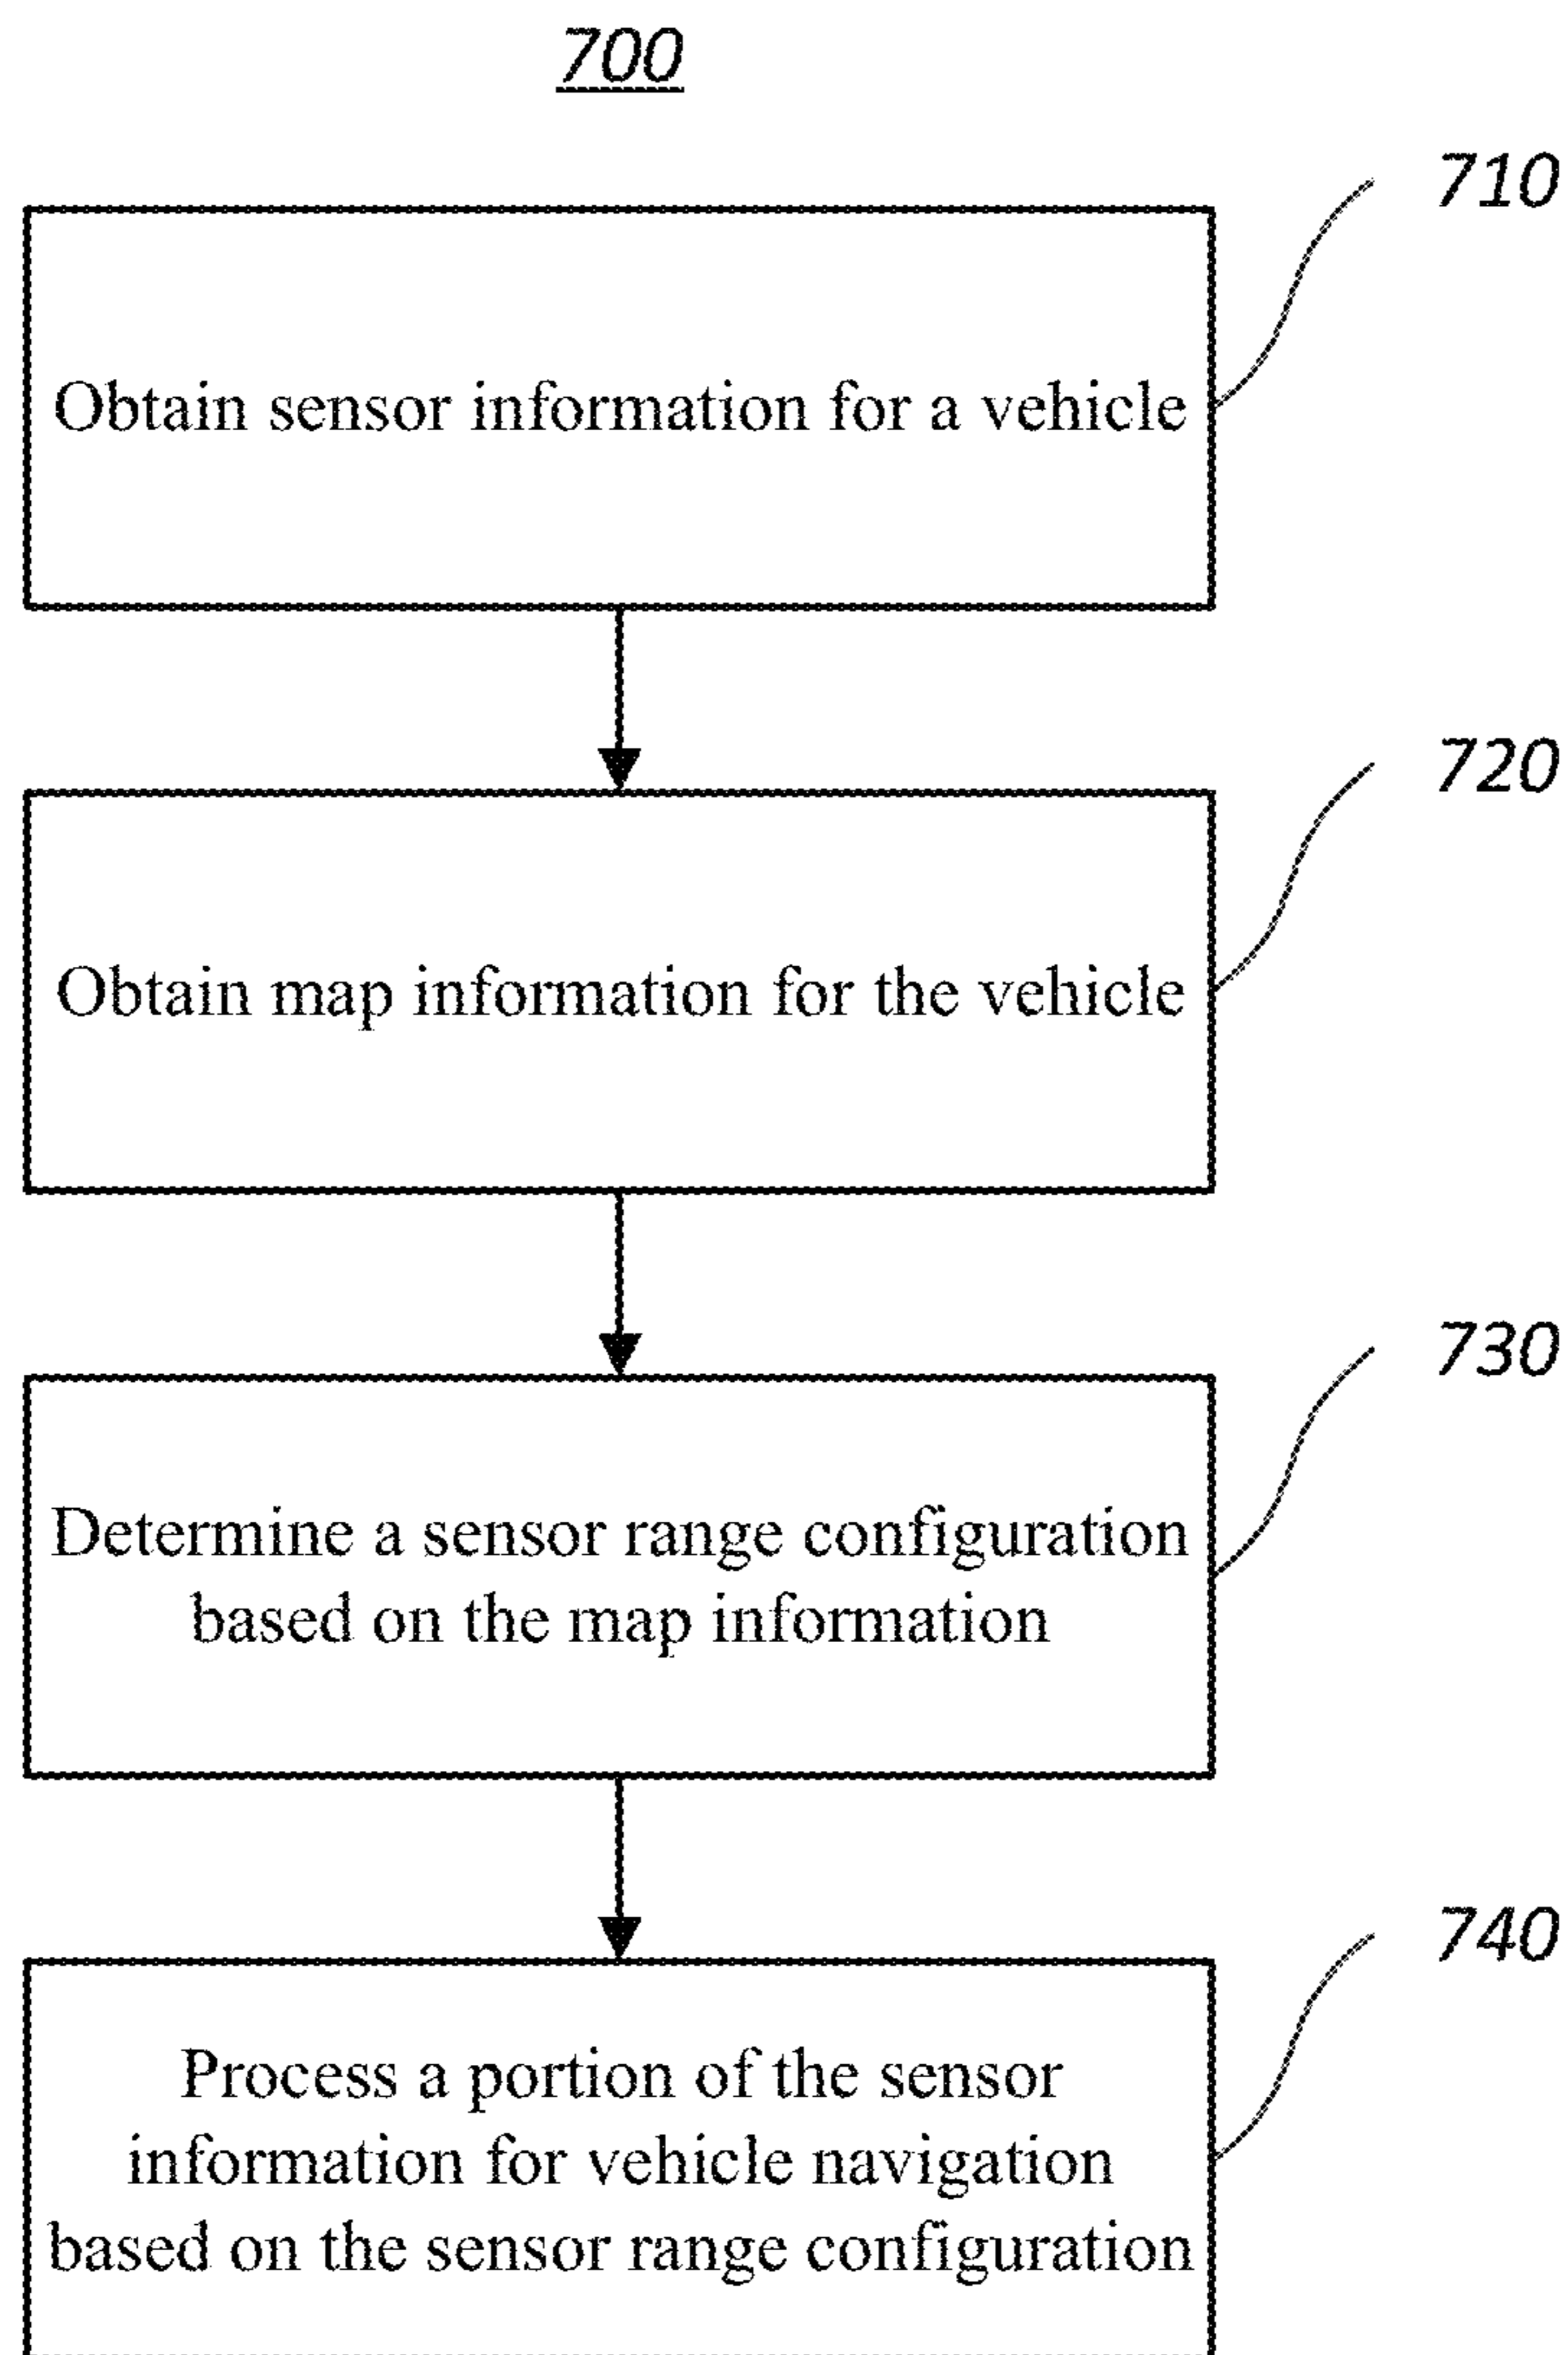 700
710
Obtain sensor information for a vehicle
720
Obtain map information for the vehicle
730
Determine a sensor range configuration
based on the map information
740
Process a portion of the sensor
information for vehicle navigation
based on the sensor range configuration